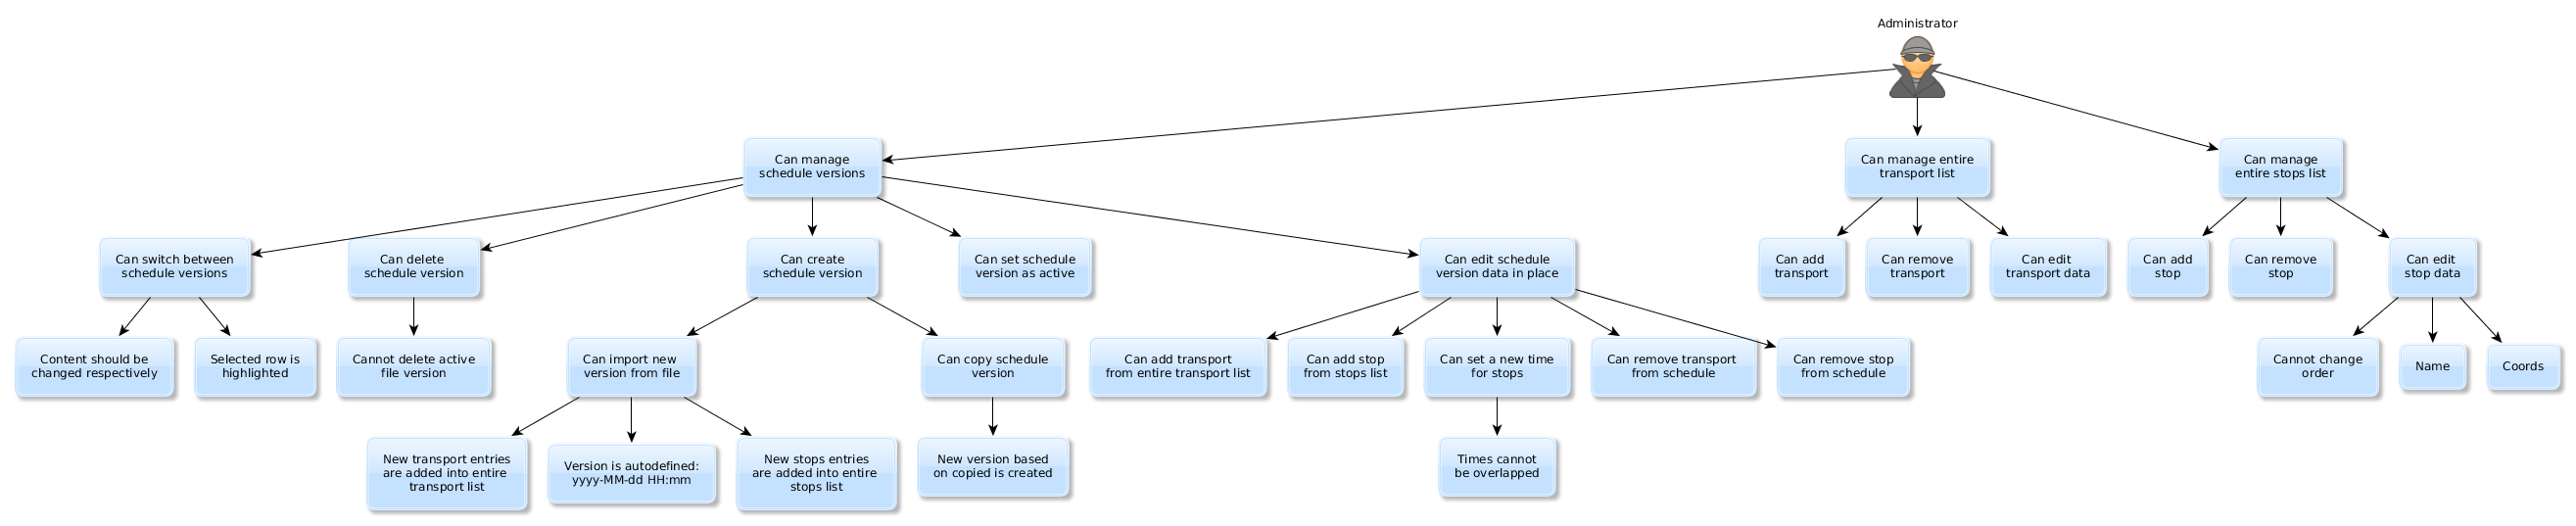 Administrator
Can manage
schedule versions
Can manage entire
transport list
Can manage
entire stops list
Can switch between
schedule versions
Can delete
schedule version
Can create
schedule version
Can set schedule
version as active
Can edit schedule
version data in place
Can add
transport
Can remove
transport
Can edit
transport data
Can add
stop
Can remove
stop
Can edit
stop data
Content should be
changed respectively
Selected row is
highlighted
Cannot delete active
file version
Can import new
version from file
Can copy schedule
version
Can add transport
from entire transport list
Can add stop
from stops list
Can set a new time
for stops
Can remove transport
from schedule
Can remove stop
from schedule
Cannot change
order
Name
Coords
New transport entries
are added into entire
transport list
Version is autodefined:
yyyy-MM-dd HH:mm
New stops entries
are added into entire
stops list
New version based
on copied is created
Times cannot
be overlapped